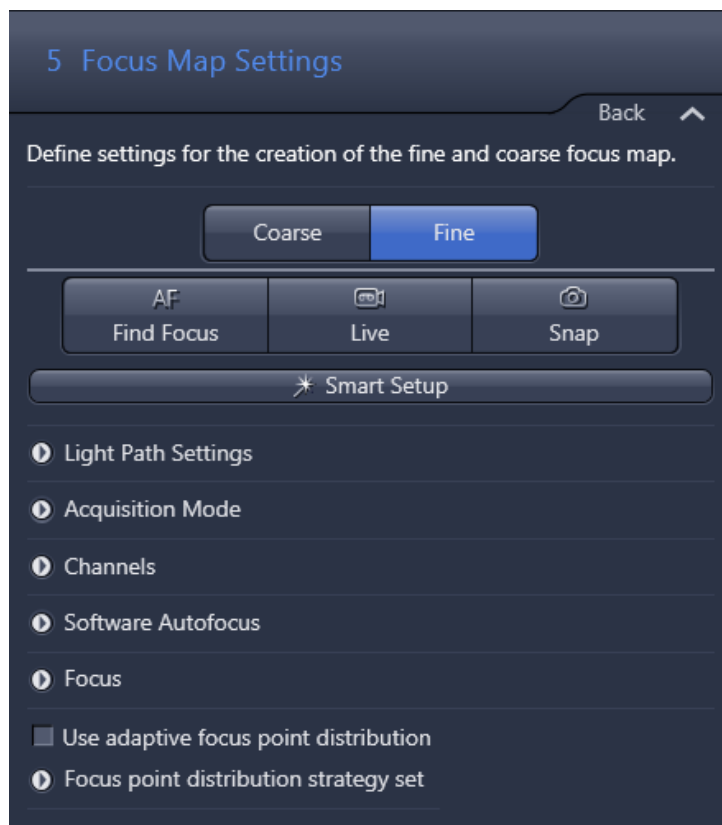 5 Focus Map Settings
Back
Define settings for the creation of the fine and coarse focus map.
Coarse Fine
AF
Find Focus Live Snap
Smart Setup
Light Path Settings
Acquisition Mode
Channels
Software Autofocus
Focus
Use adaptive focus point distribution
Focus point distribution strategy set